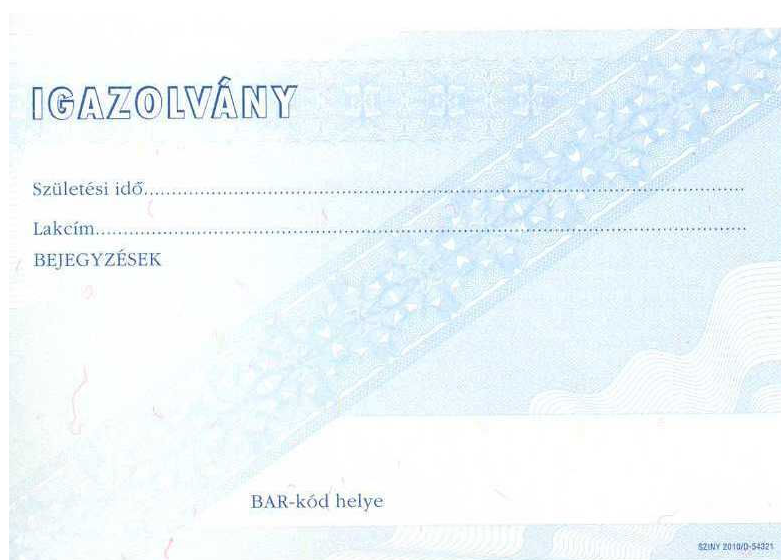 IGAZOLVÁNY
Születési idő..........................................................................................................
Lakcím....................................................................................................................
BEJEGYZÉSEK
BAR-kód helye
SZINY 2010/D-54321